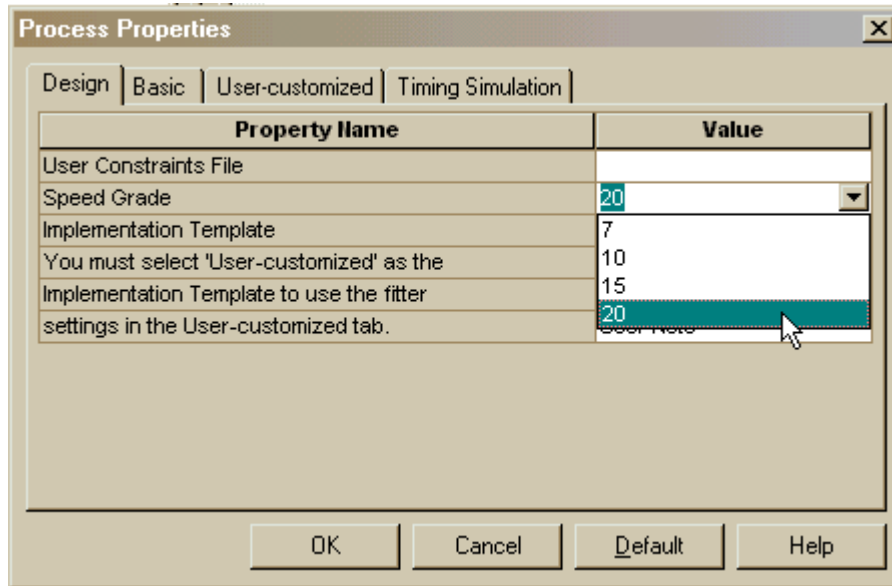 Process Properties
Design Basic User-customized Timing Simulation
Property Name Value
User Constraints File
Speed Grade 20
Implementation Template 7
You must select 'User-customized' as the 10
Implementation Template to use the fitter 15
settings in the User-customized tab. 20
OK Cancel Default Help